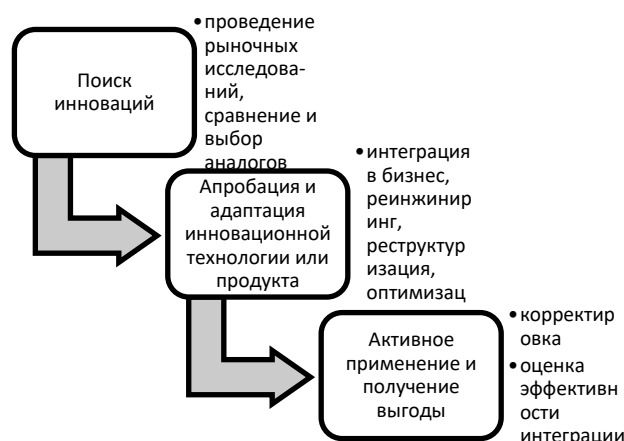 Поиск
инноваций
•проведение
рыночных
исследова-
ний,
сравнение и
выбор
аналогов
Апробация и
адаптация
инновационной
технологии или
продукта
•интеграция
в бизнес,
реинжинир
инг,
реструктур
изация,
оптимизац
Активное
применение и
получение
выгоды
•корректир
овка
•оценка
эффективн
ости
интеграции